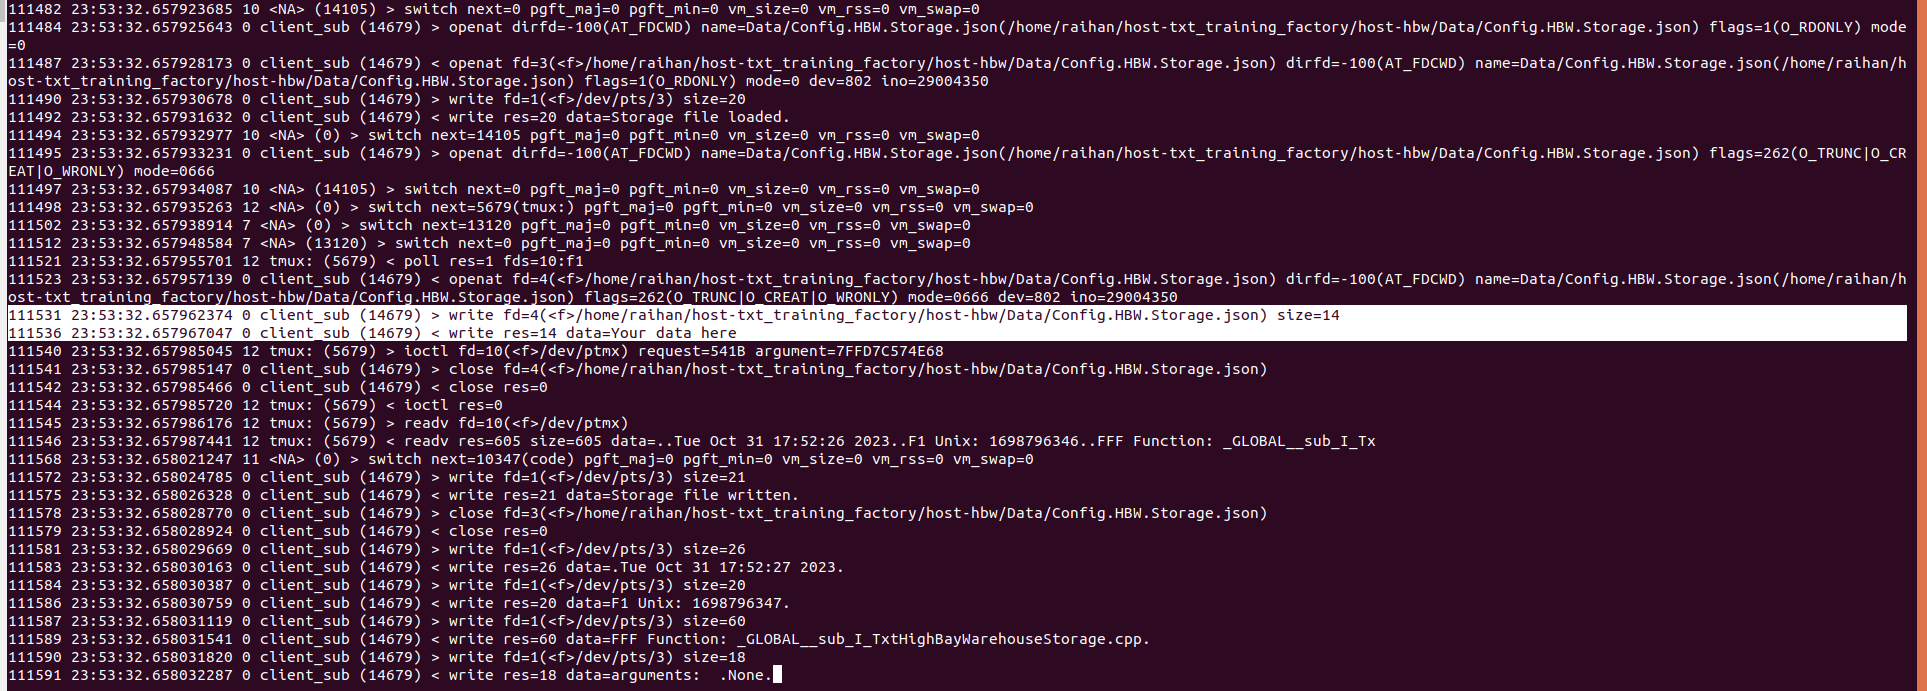 111482 23:53:32.657923685 10 <NA> (14105) > switch next=0 pgft_maj=0 pgft_min=0 vm_size=0 vm_rss=0 vm_swap=0
111484 23:53:32.657925643 0 client_sub (14679) > openat dirfd=-100(AT_FDCWD) name=Data/Config.HBW.Storage.json(/home/raihan/host-txt_training_factory/host-hbw/Data/Config.HBW.Storage.json) flags=1(O_RDONLY) mode
=0
111487 23:53:32.657928173 0 client_sub (14679) < openat fd=3(<f>/home/raihan/host-txt_training_factory/host-hbw/Data/Config.HBW.Storage.json) dirfd=-100(AT_FDCWD) name=Data/Config.HBW.Storage.json(/home/raihan/h
ost-txt_training_factory/host-hbw/Data/Config.HBW.Storage.json) flags=1(O_RDONLY) mode=0 dev=802 ino=29004350
111490 23:53:32.657930678 0 client_sub (14679) > write fd=1(<f>/dev/pts/3) size=20
111492 23:53:32.657931632 0 client_sub (14679) < write res=20 data=Storage file loaded.
111494 23:53:32.657932977 10 <NA> (0) > switch next=14105 pgft_maj=0 pgft_min=0 vm_size=0 vm_rss=0 vm_swap=0
111495 23:53:32.657933231 0 client_sub (14679) > openat dirfd=-100(AT_FDCWD) name=Data/Config.HBW.Storage.json(/home/raihan/host-txt_training_factory/host-hbw/Data/Config.HBW.Storage.json) flags=262(O_TRUNC|O_CR
EAT|O_WRONLY) mode=0666
111497 23:53:32.657934087 10 <NA> (14105) > switch next=0 pgft_maj=0 pgft_min=0 vm_size=0 vm_rss=0 vm_swap=0
111498 23:53:32.657935263 12 <NA> (0) > switch next=5679(tmux:) pgft_maj=0 pgft_min=0 vm_size=0 vm_rss=0 vm_swap=0
111502 23:53:32.657938914 7 <NA> (0) > switch next=13120 pgft_maj=0 pgft_min=0 vm_size=0 vm_rss=0 vm_swap=0
111512 23:53:32.657948584 7 <NA> (13120) > switch next=0 pgft_maj=0 pgft_min=0 vm_size=0 vm_rss=0 vm_swap=0
111521 23:53:32.657955701 12 tmux: (5679) < poll res=1 fds=10:f1
111523 23:53:32.657957139 0 client_sub (14679) < openat fd=4(<f>/home/raihan/host-txt_training_factory/host-hbw/Data/Config.HBW.Storage.json) dirfd=-100(AT_FDCWD) name=Data/Config.HBW.Storage.json(/home/raihan/h
ost-txt_training_factory/host-hbw/Data/Config.HBW.Storage.json) flags=262(O_TRUNC|O_CREAT|O_WRONLY) mode=0666 dev=802 ino=29004350
111531 23:53:32.657962374 0 client_sub (14679) > write fd=4(<f>/home/raihan/host-txt_training_factory/host-hbw/Data/Config.HBW.Storage.json) size=14
111536 23:53:32.657967047 0 client_sub (14679) < write res=14 data=Your data here
111540 23:53:32.657985045 12 tmux: (5679) > ioctl fd=10(<f>/dev/ptmx) request=541B argument=7FFD7C574E68
111541 23:53:32.657985147 0 client_sub (14679) > close fd=4(<f>/home/raihan/host-txt_training_factory/host-hbw/Data/Config.HBW.Storage.json)
111542 23:53:32.657985466 0 client_sub (14679) < close res=0
111544 23:53:32.657985720 12 tmux: (5679) < ioctl res=0
111545 23:53:32.657986176 12 tmux: (5679) > readv fd=10(<f>/dev/ptmx)
111546 23:53:32.657987441 12 tmux: (5679) < readv res=605 size=605 data=..Tue Oct 31 17:52:26 2023..F1 Unix: 1698796346..FFF Function: _GLOBAL__sub_I_Tx
111568 23:53:32.658021247 11 <NA> (0) > switch next=10347(code) pgft_maj=0 pgft_min=0 vm_size=0 vm_rss=0 vm_swap=0
111572 23:53:32.658024785 0 client_sub (14679) > write fd=1(<f>/dev/pts/3) size=21
111575 23:53:32.658026328 0 client_sub (14679) < write res=21 data=Storage file written.
111578 23:53:32.658028770 0 client_sub (14679) > close fd=3(<f>/home/raihan/host-txt_training_factory/host-hbw/Data/Config.HBW.Storage.json)
111579 23:53:32.658028924 0 client_sub (14679) < close res=0
111581 23:53:32.658029669 0 client_sub (14679) > write fd=1(<f>/dev/pts/3) size=26
111583 23:53:32.658030163 0 client_sub (14679) < write res=26 data=.Tue Oct 31 17:52:27 2023.
111584 23:53:32.658030387 0 client_sub (14679) > write fd=1(<f>/dev/pts/3) size=20
111586 23:53:32.658030759 0 client_sub (14679) < write res=20 data=F1 Unix: 1698796347.
111587 23:53:32.658031119 0 client_sub (14679) > write fd=1(<f>/dev/pts/3) size=60
111589 23:53:32.658031541 0 client_sub (14679) < write res=60 data=FFF Function: _GLOBAL__sub_I_TxtHighBayWarehouseStorage.cpp.
111590 23:53:32.658031820 0 client_sub (14679) > write fd=1(<f>/dev/pts/3) size=18
111591 23:53:32.658032287 0 client_sub (14679) < write res=18 data=arguments:  .None.